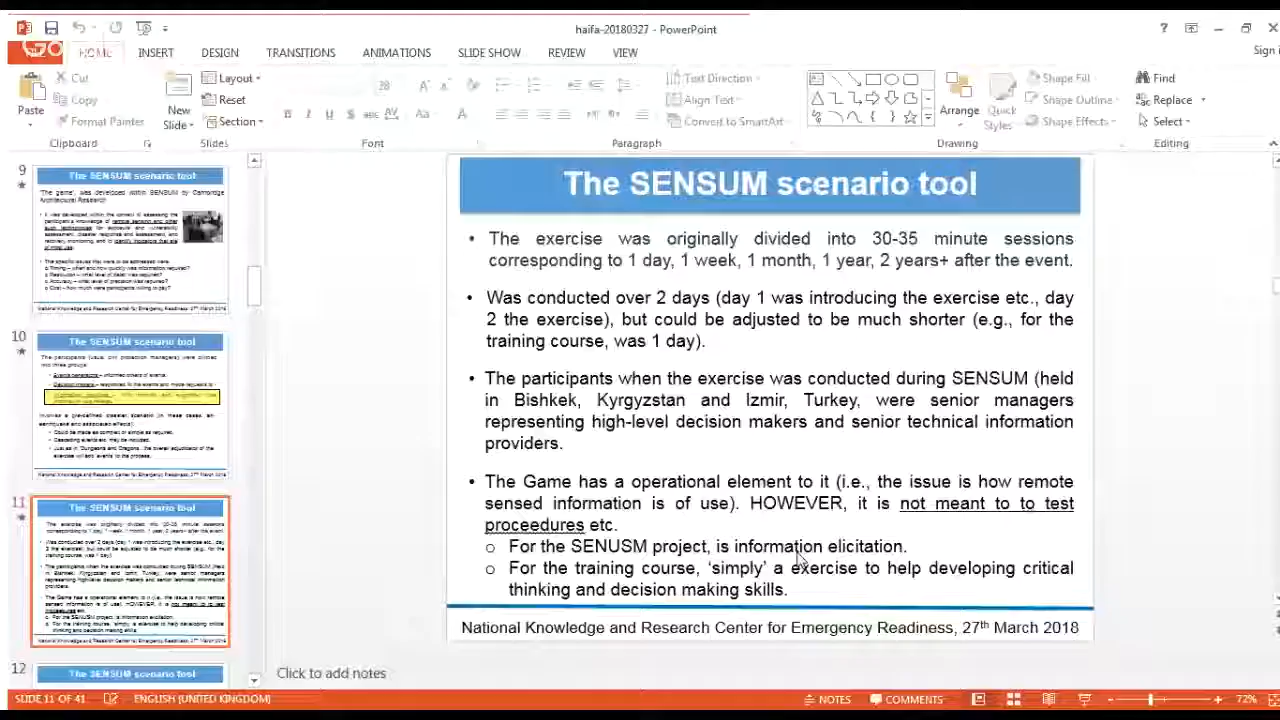 haifa-20180327 - PowerPoint
Sign i
HOME INSERT DESIGN TRANSITIONS ANIMATIONS SLIDE SHOW REVIEW VIEW
Cut
Copy
Format Painter
Paste
Clipboard
New
Slide
Layout
Reset
Section
Slides
28
Font
Text Direction
Align Text
Convert to SmartArt
Paragraph
Arrange
Quick
Styles
Shape Fill
Shape Outline
Shape Effects
Drawing
Find
Replace
Select
Editing
9
The SENSUM scenario tool
10
The SENSUM scenario tool
11
The SENSUM scenario tool
12
The SENSUM scenario tool
The SENSUM scenario tool
• The exercise was originally divided into 30-35 minute sessions
corresponding to 1 day, 1 week, 1 month, 1 year, 2 years+ after the event.
• Was conducted over 2 days (day 1 was introducing the exercise etc., day
2 the exercise), but could be adjusted to be much shorter (e.g., for the
training course, was 1 day).
• The participants when the exercise was conducted during SENSUM (held
in Bishkek, Kyrgyzstan and Izmir, Turkey, were senior managers
representing high-level decision makers and senior technical information
providers.
• The Game has a operational element to it (i.e., the issue is how remote
sensed information is of use). HOWEVER, it is not meant to to test
proceedures etc.
o For the SENUSM project, is information elicitation.
o For the training course, ‘simply’ a exercise to help developing critical
thinking and decision making skills.
National Knowledge and Research Center for Emergency Readiness, 27th March 2018
Click to add notes
SLIDE 11 OF 41 ENGLISH (UNITED KINGDOM) NOTES COMMENTS 72%